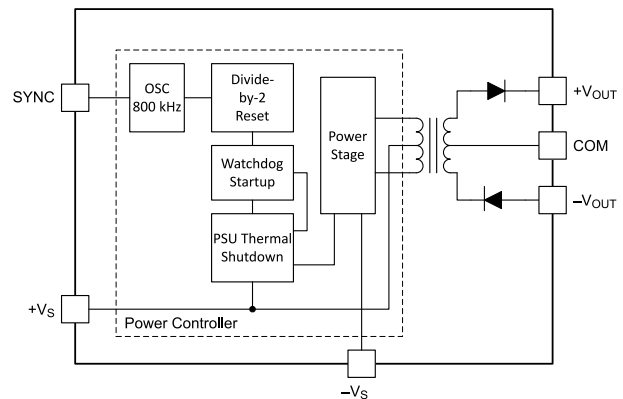 SYNC
OSC
800 kHz
Divide-
by-2
Reset
Watchdog
Startup
PSU Thermal
Shutdown
Power
Stage
+VOUT
COM
–VOUT
+VS
Power Controller
–VS